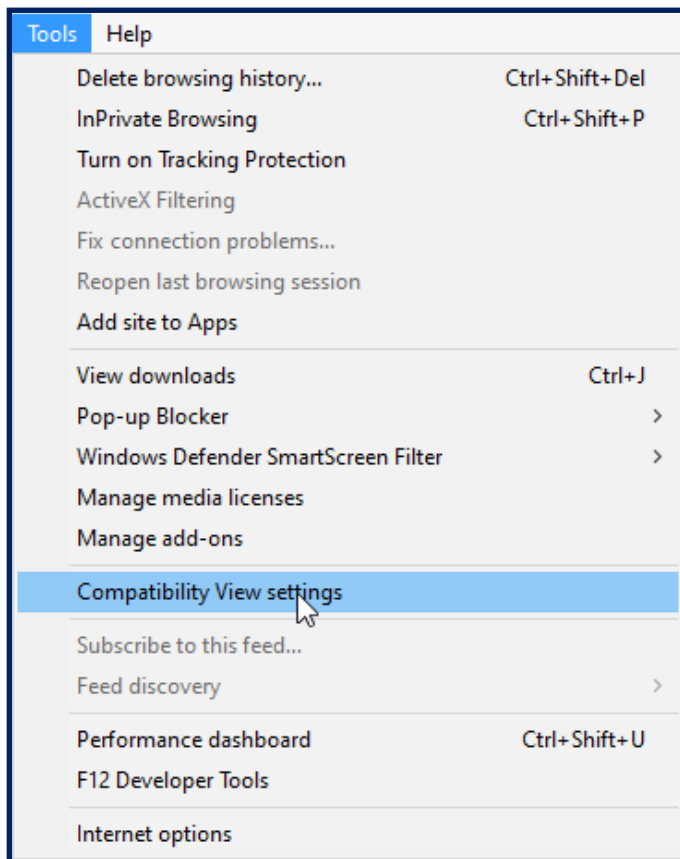 Tools Help
Delete browsing history... Ctrl+Shift+Del
InPrivate Browsing Ctrl+Shift+P
Turn on Tracking Protection
ActiveX Filtering
Fix connection problems...
Reopen last browsing session
Add site to Apps
View downloads Ctrl+J
Pop-up Blocker
Windows Defender SmartScreen Filter
Manage media licenses
Manage add-ons
Compatibility View settings
Subscribe to this feed...
Feed discovery
Performance dashboard Ctrl+Shift+U
F12 Developer Tools
Internet options